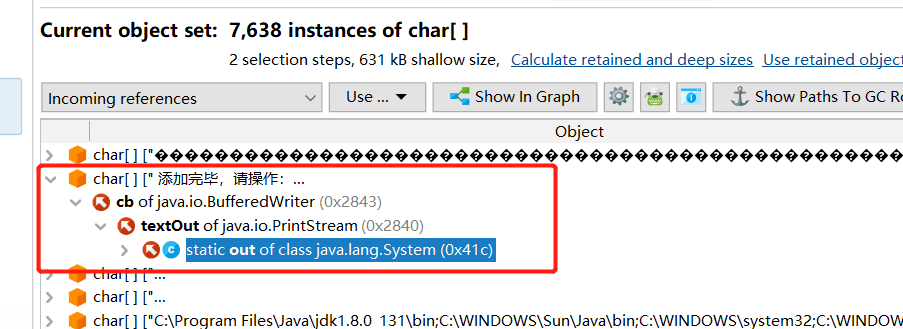 Current object set: 7,638 instances of char[ ]
2 selection steps, 631 kB shallow size, Calculate retained and deep sizes Use retained object
Incoming references Use ... Show In Graph Show Paths To GC Ro
Object
char[ ] ["����������������������������������������������
char[ ] [" 添加完毕，请操作：...
cb of java.io.BufferedWriter (0x2843)
textOut of java.io.PrintStream (0x2840)
static out of class java.lang.System (0x41c)
char[ ] ["...
char[ ] ["...
char[ ] ["C:\Program Files\Java\jdk1.8.0_131\bin;C:\WINDOWS\Sun\Java\bin;C:\WINDOWS\system32;C:\WINDOWS